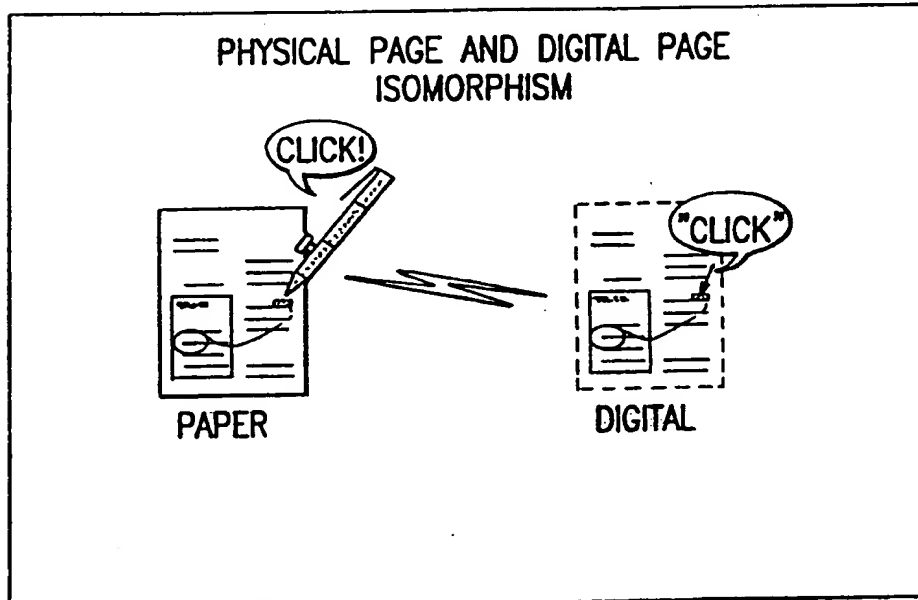 PHYSICAL PAGE AND DIGITAL PAGE
ISOMORPHISM
CLICK!
"CLICK"
PAPER
DIGITAL